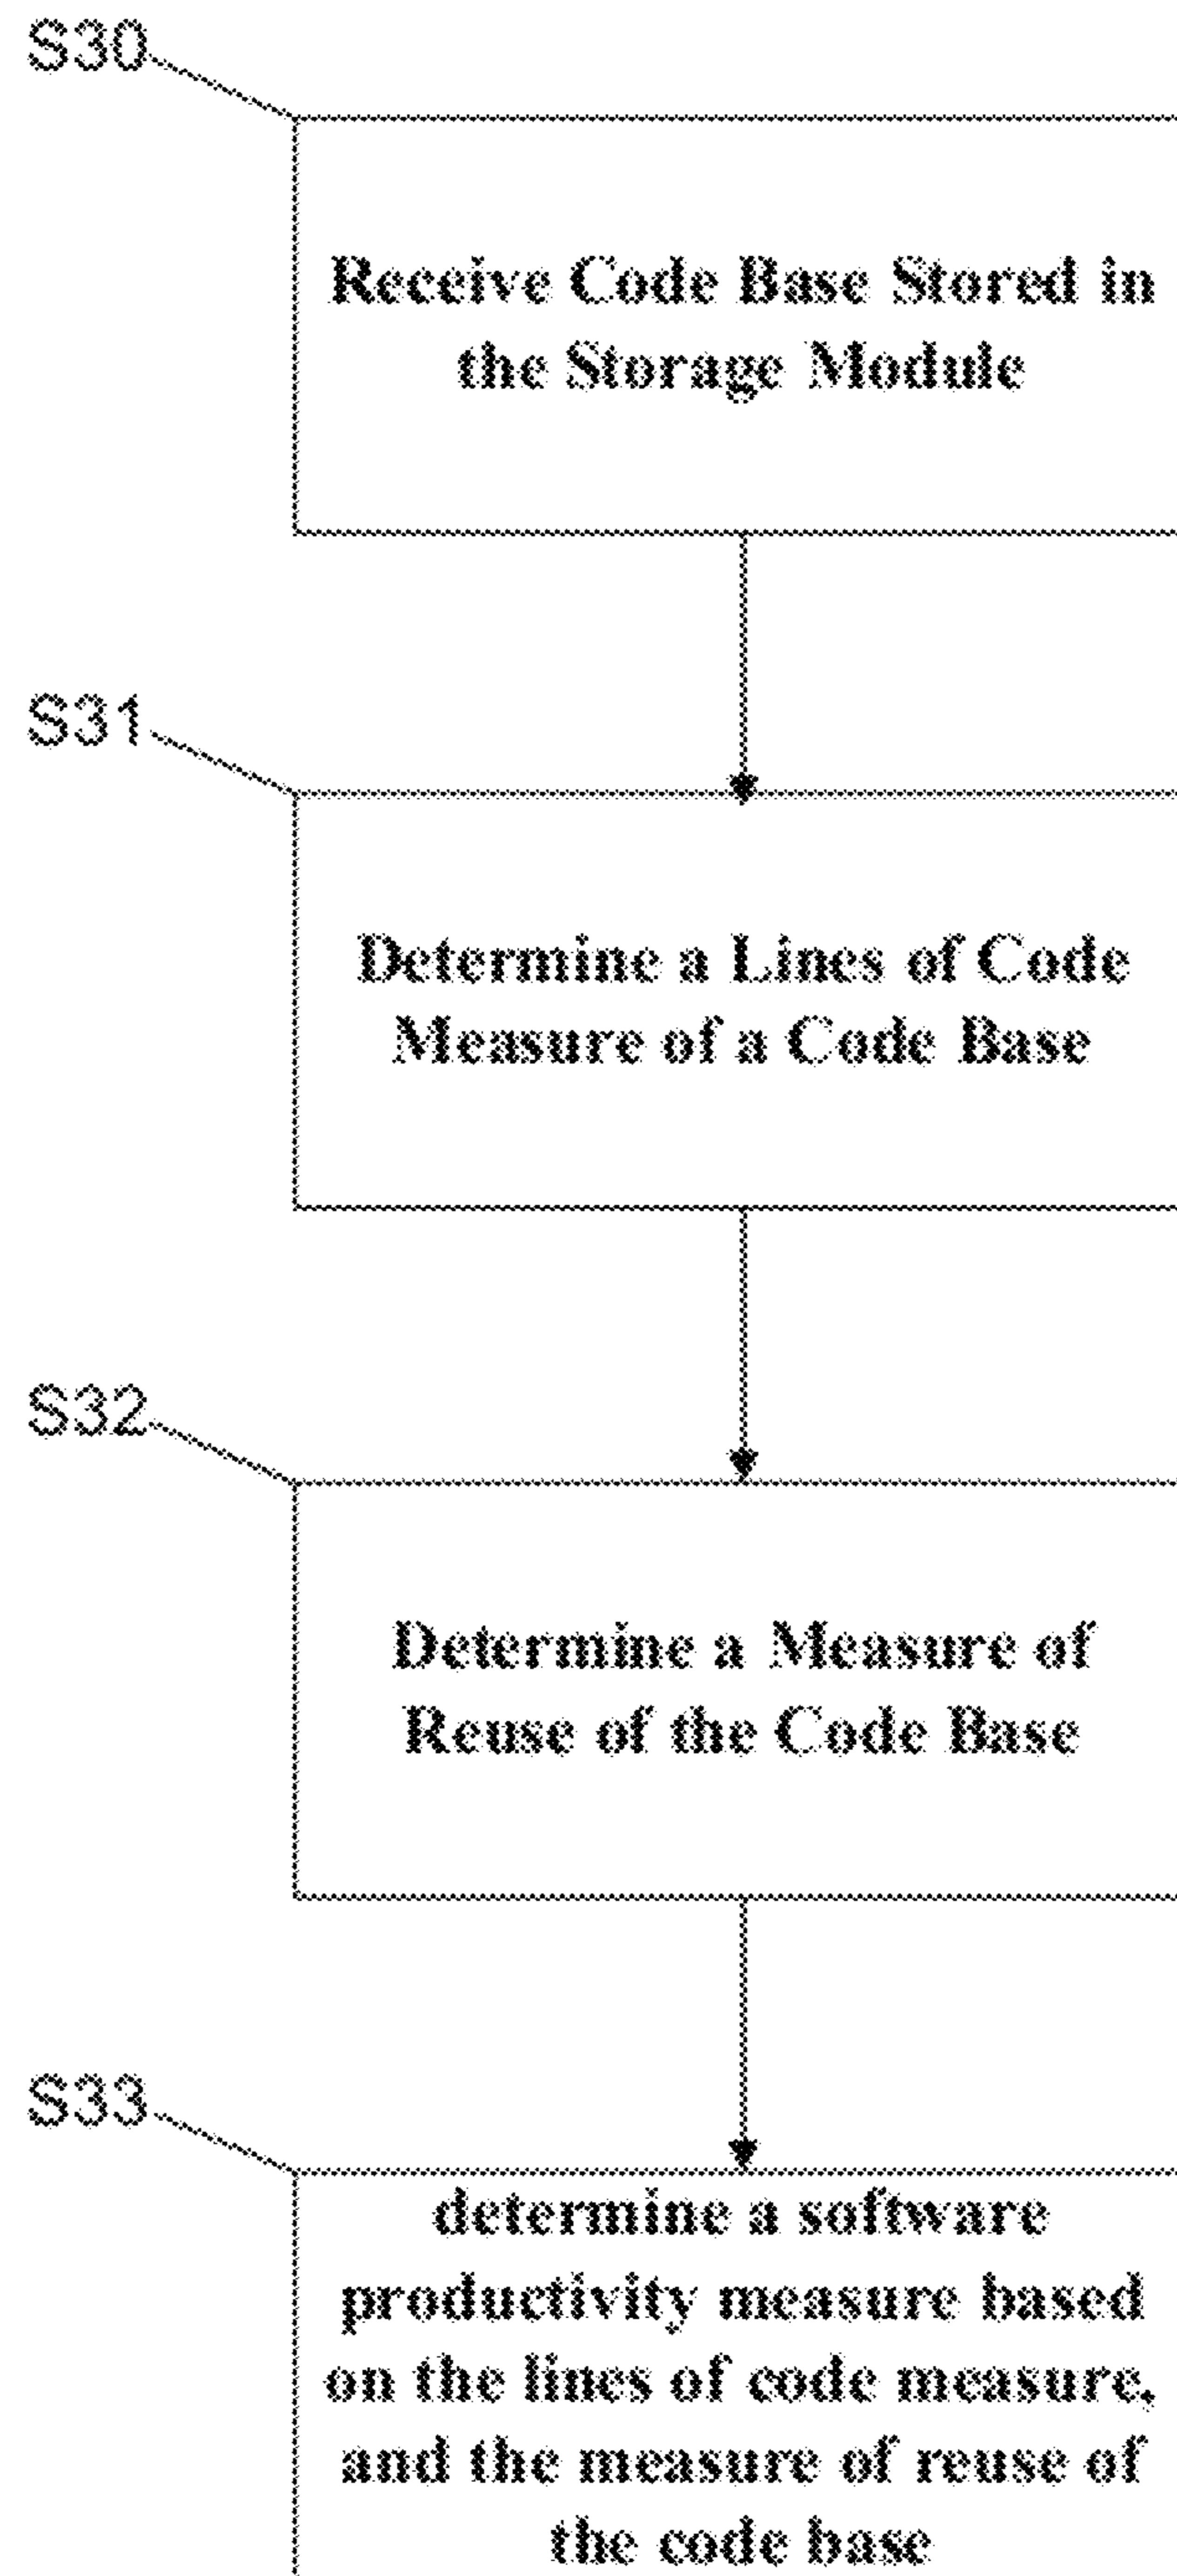 S30
Receive Code Base Stored in
the Storage Module
S31
Determine a Lines of Code
Measure of a Code Base
S32
Determine a Measure of
Reuse of the Code Base
S33
determine a software
productivity measure based
on the lines of code measure,
and the measure of reuse of
the code base